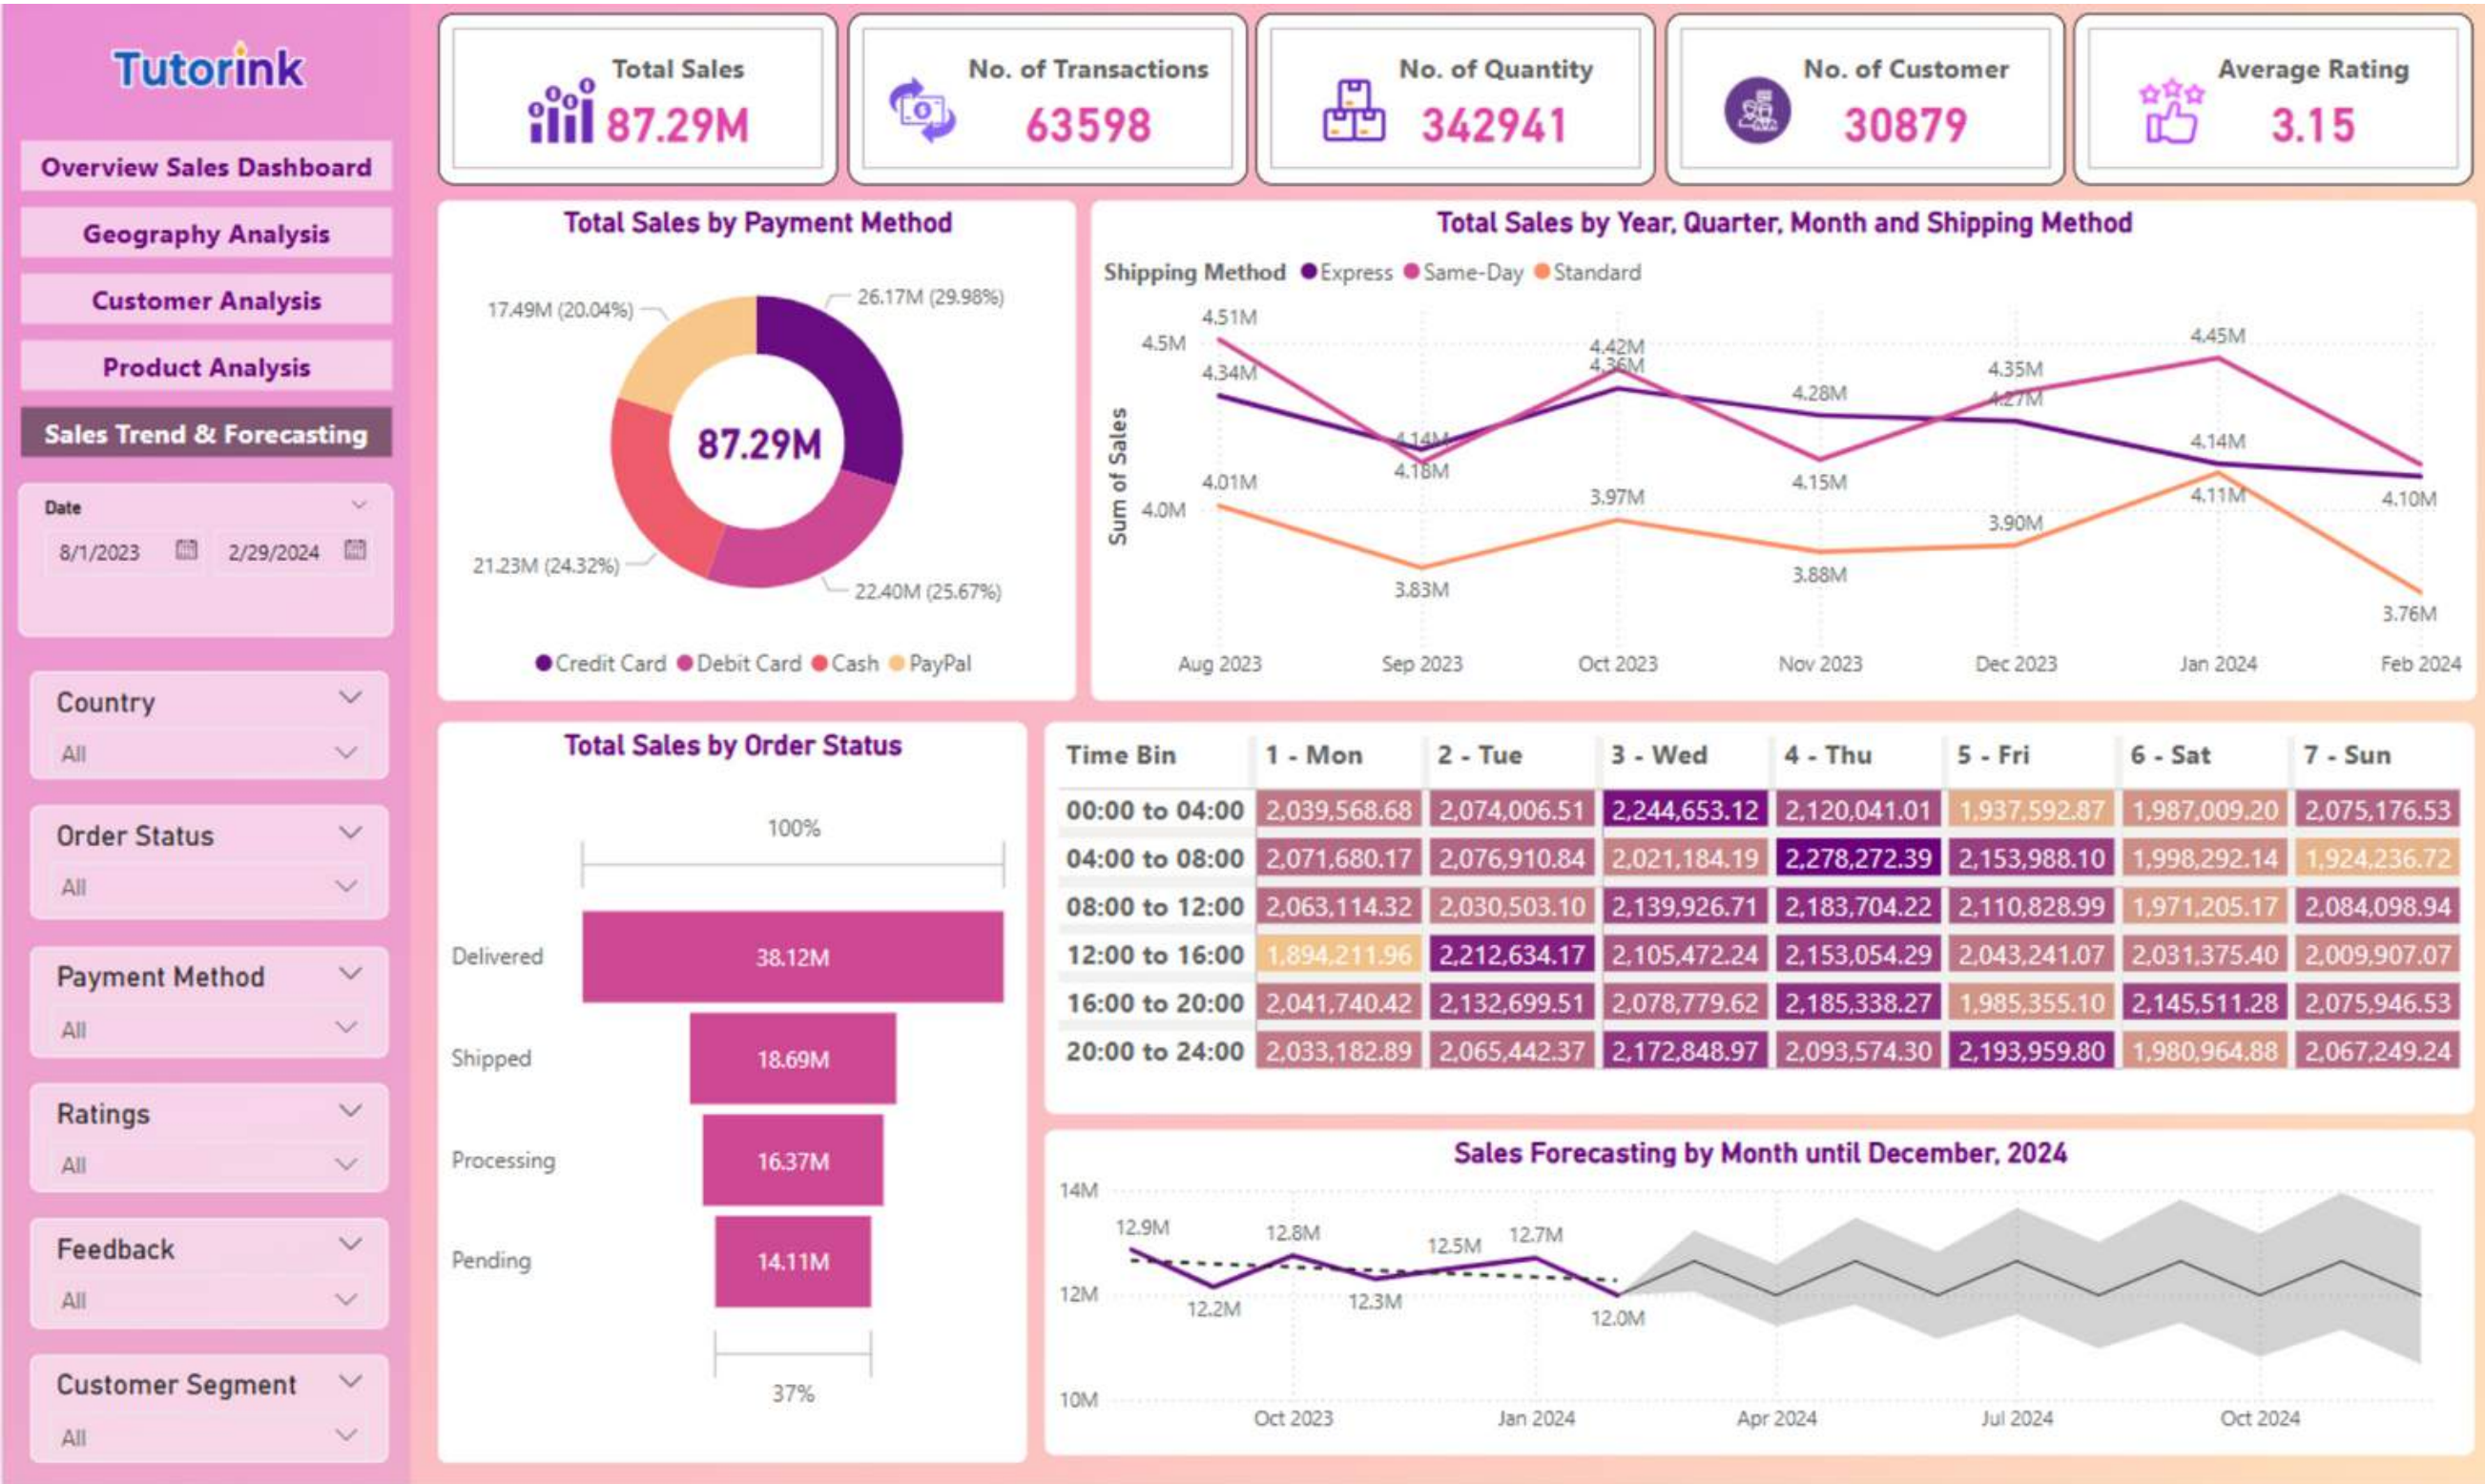 Tutorink
Overview Sales Dashboard
Geography Analysis
Customer Analysis
Product Analysis
Sales Trend & Forecasting
Date
8/1/2023 2/29/2024
Country
All
Order Status
All
Payment Method
All
Ratings
All
Feedback
All
Customer Segment
All
Total Sales
87.29M
No. of Transactions
63598
No. of Quantity
342941
No. of Customer
30879
Average Rating
3.15
Total Sales by Payment Method
26.17M (29.98%)
17.49M (20.04%)
87.29M
21.23M (24.32%)
22.40M (25.67%)
Credit Card Debit Card Cash PayPal
Total Sales by Year, Quarter, Month and Shipping Method
Shipping Method Express Same-Day Standard
Sum of Sales
4.5M
4.0M
4.51M
4.34M
4.01M
4.14M
4.18M
3.83M
4.42M
4.36M
3.97M
4.28M
4.15M
3.88M
4.35M
4.27M
3.90M
4.45M
4.14M
4.11M
4.10M
3.76M
Aug 2023 Sep 2023 Oct 2023 Nov 2023 Dec 2023 Jan 2024 Feb 2024
Total Sales by Order Status
100%
Delivered 38.12M
Shipped 18.69M
Processing 16.37M
Pending 14.11M
37%
Time Bin 1 - Mon 2 - Tue 3 - Wed 4 - Thu 5 - Fri 6 - Sat 7 - Sun
00:00 to 04:00 2,039,568.68 2,074,006.51 2,244,653.12 2,120,041.01 1,937,592.87 1,987,009.20 2,075,176.53
04:00 to 08:00 2,071,680.17 2,076,910.84 2,021,184.19 2,278,272.39 2,153,988.10 1,998,292.14 1,924,236.72
08:00 to 12:00 2,063,114.32 2,030,503.10 2,139,926.71 2,183,704.22 2,110,828.99 1,971,205.17 2,084,098.94
12:00 to 16:00 1,894,211.96 2,212,634.17 2,105,472.24 2,153,054.29 2,043,241.07 2,031,375.40 2,009,907.07
16:00 to 20:00 2,041,740.42 2,132,699.51 2,078,779.62 2,185,338.27 1,985,355.10 2,145,511.28 2,075,946.53
20:00 to 24:00 2,033,182.89 2,065,442.37 2,172,848.97 2,093,574.30 2,193,959.80 1,980,964.88 2,067,249.24
Sales Forecasting by Month until December, 2024
14M
12M
10M
12.9M
12.2M
12.8M
12.3M
12.5M
12.7M
12.0M
Oct 2023 Jan 2024 Apr 2024 Jul 2024 Oct 2024